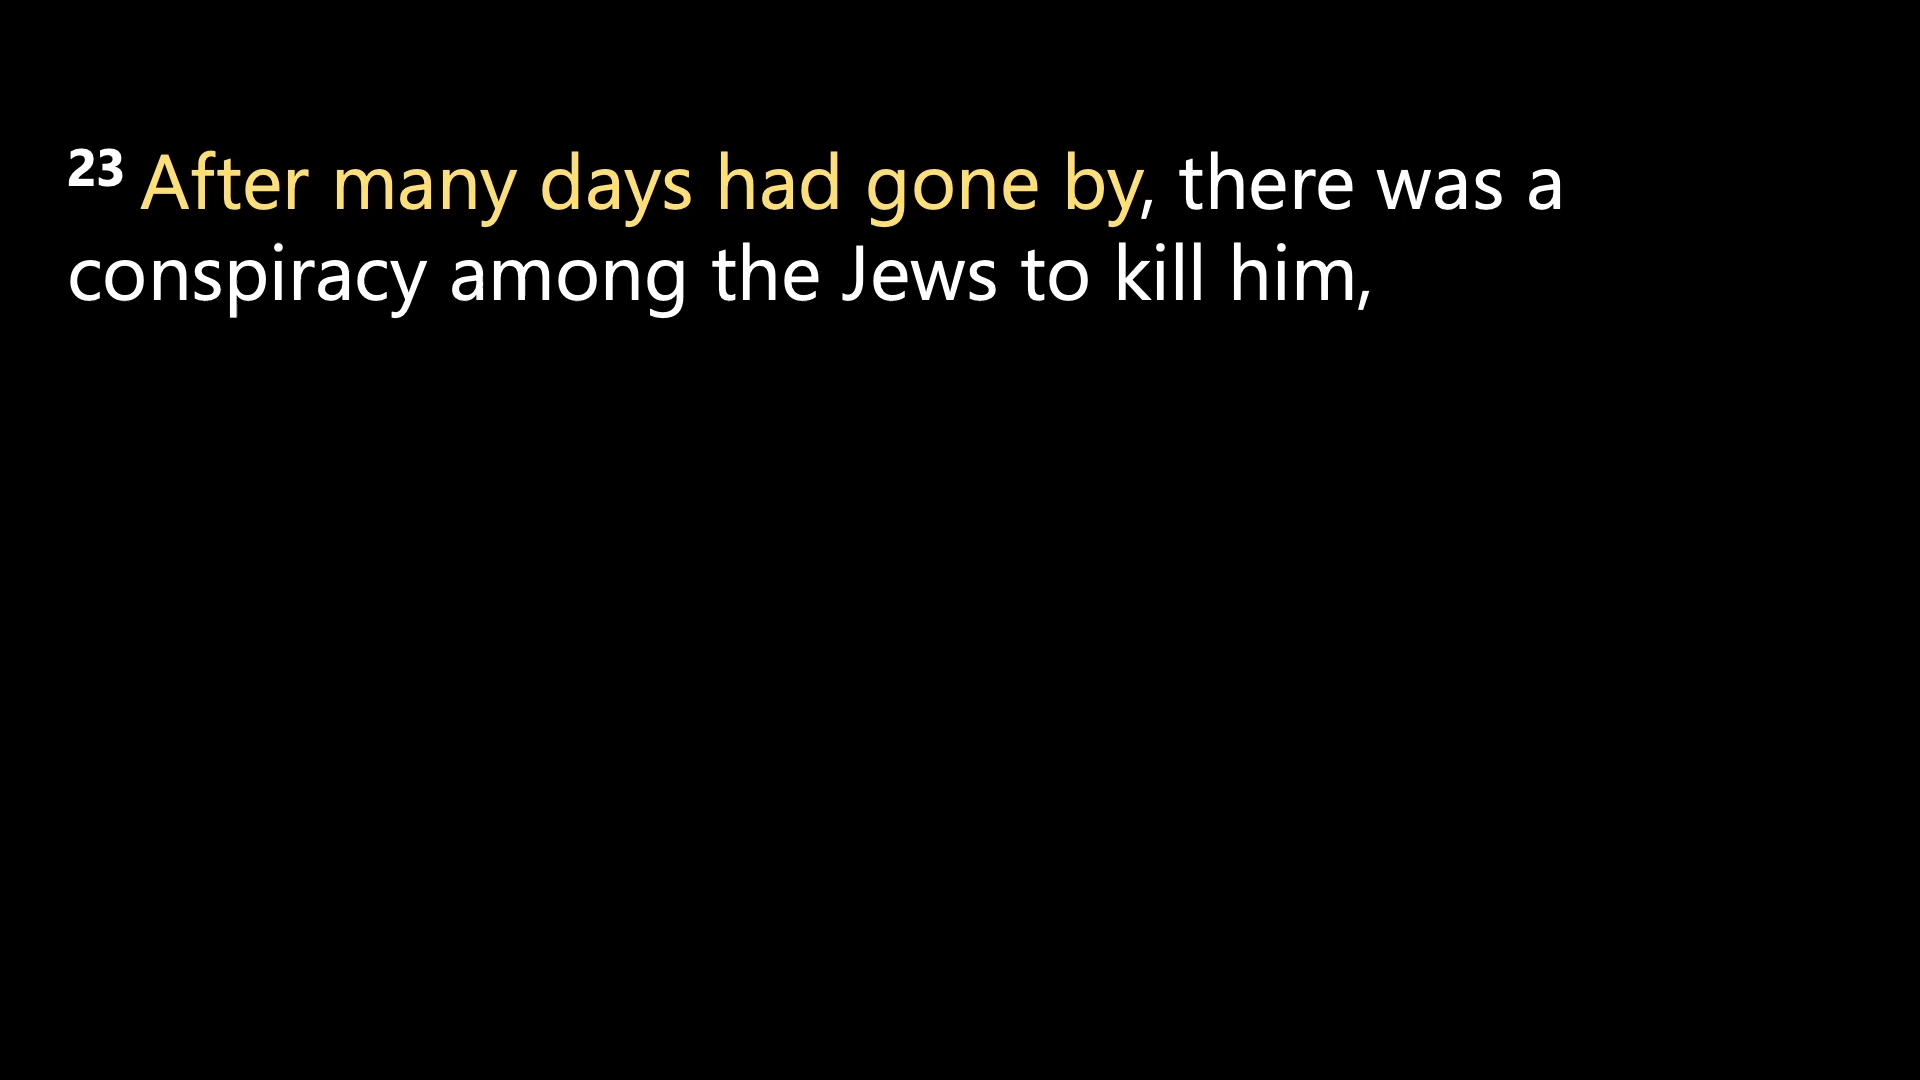 23 After many days had gone by, there was a
conspiracy among the Jews to kill him,